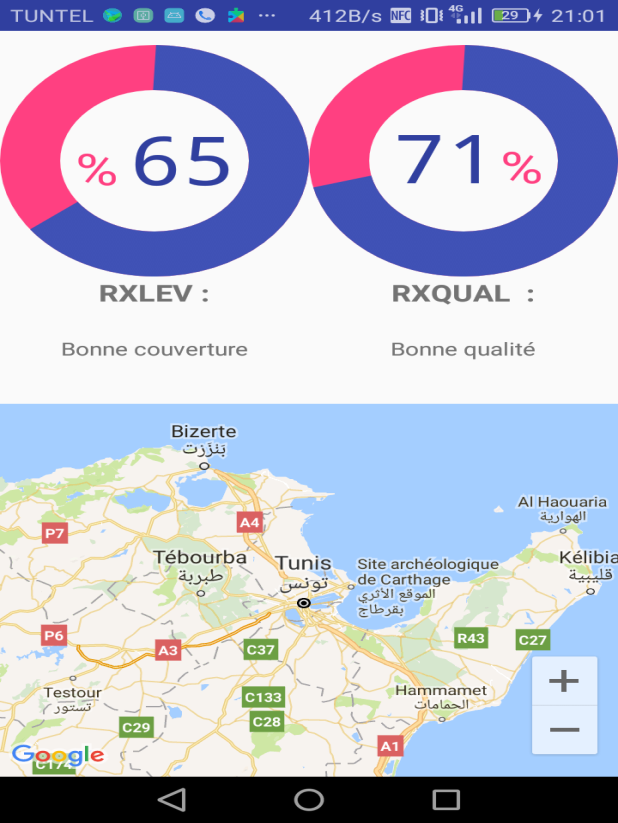 TUNTEL ... 412B/s NFC 4G 29 21:01
% 65
71 %
RXLEV :
RXQUAL :
Bonne couverture
Bonne qualité
Bizerte
بَنْزَرْت
Al Haouaria
الهوارية
A4
P7
Tébourba
طبربة
Tunis
تونس
Site archéologique
de Carthage
الموقع الأثري
بقرطاج
Kélibia
قليبية
P6
A3
C37
R43
C27
Testour
تستور
C133
Hammamet
الحمامات
C29
C28
A1
Google
C174
+
−